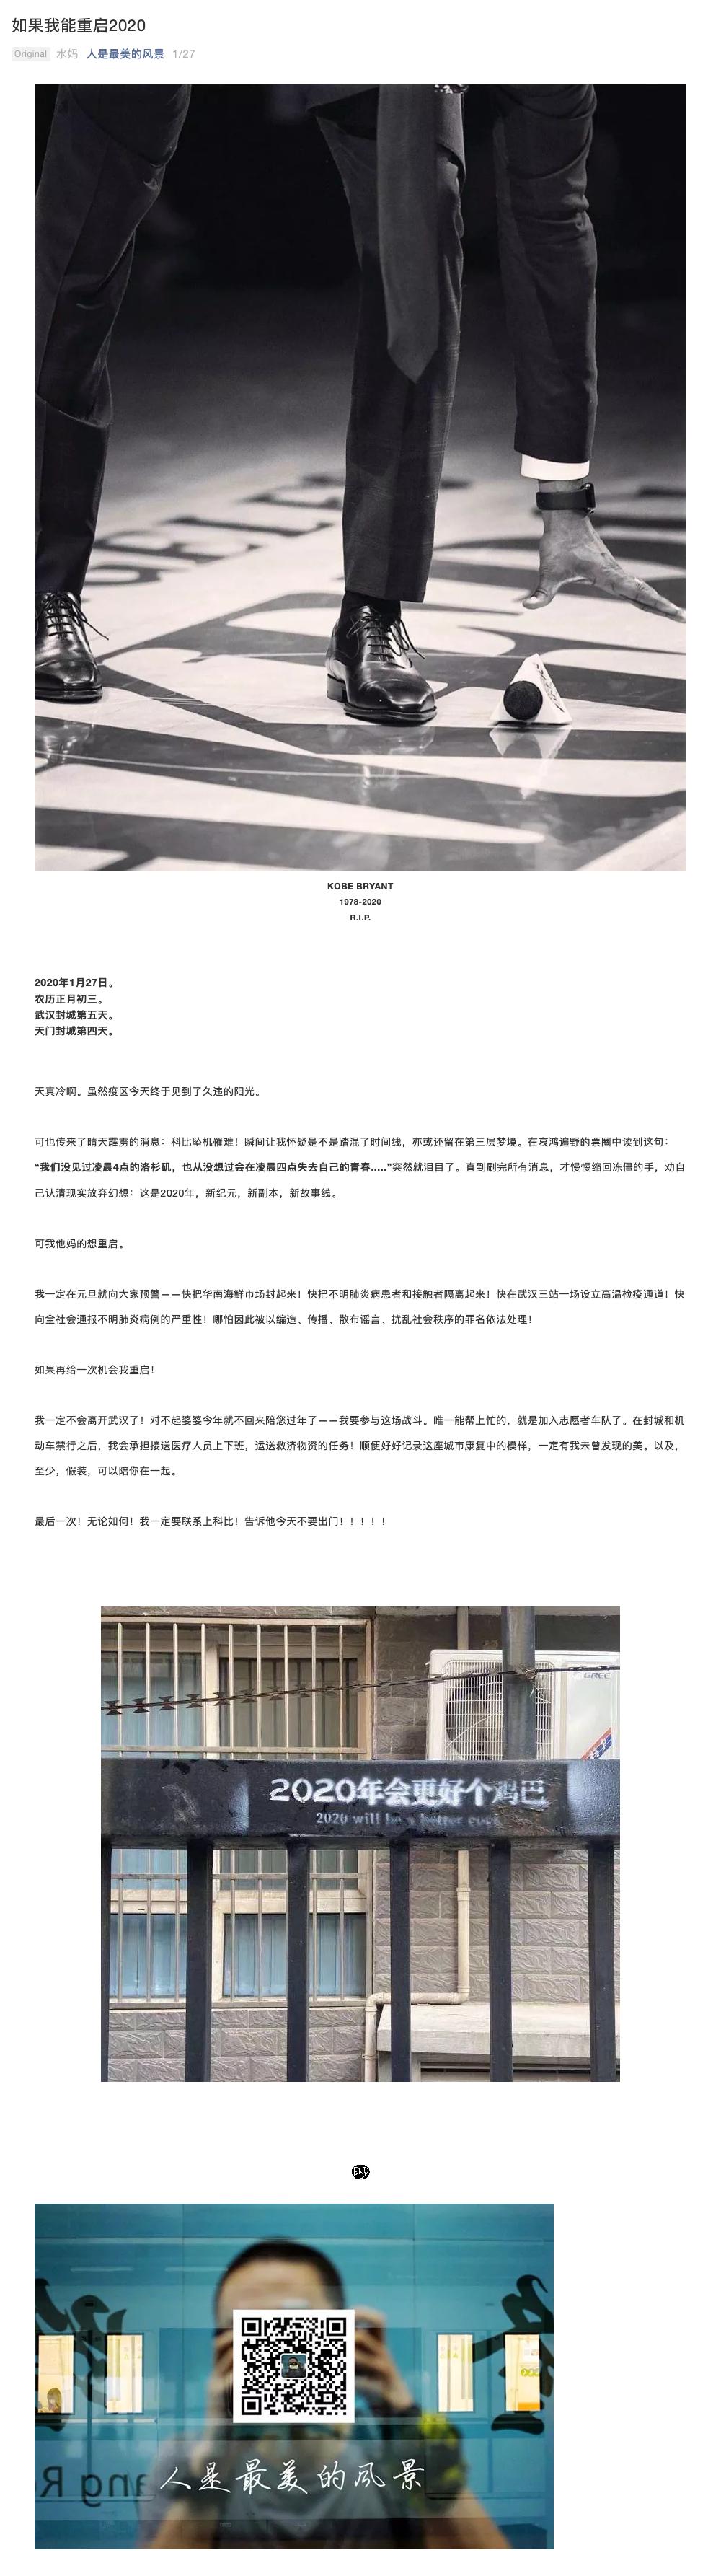 如果我能重启2020
Original 水妈 人是最美的风景 1/27
KOBE BRYANT
1978-2020
R.I.P.
2020年1月27日。
农历正月初三。
武汉封城第五天。
天门封城第四天。
天真冷啊。虽然疫区今天终于见到了久违的阳光。
可也传来了晴天霹雳的消息：科比坠机罹难！瞬间让我怀疑是不是踏混了时间线，亦或还留在第三层梦境。在哀鸿遍野的票圈中读到这句：
“我们没见过凌晨4点的洛杉矶，也从没想过会在凌晨四点失去自己的青春.....”突然就泪目了。直到刷完所有消息，才慢慢缩回冻僵的手，劝自
己认清现实放弃幻想：这是2020年，新纪元，新副本，新故事线。
可我他妈的想重启。
我一定在元旦就向大家预警——快把华南海鲜市场封起来！快把不明肺炎病患者和接触者隔离起来！快在武汉三站一场设立高温检疫通道！快
向全社会通报不明肺炎病例的严重性！哪怕因此被以编造、传播、散布谣言、扰乱社会秩序的罪名依法处理！
如果再给一次机会我重启！
我一定不会离开武汉了！对不起婆婆今年就不回来陪您过年了——我要参与这场战斗。唯一能帮上忙的，就是加入志愿者车队了。在封城和机
动车禁行之后，我会承担接送医疗人员上下班，运送救济物资的任务！顺便好好记录这座城市康复中的模样，一定有我未曾发现的美。以及，
至少，假装，可以陪你在一起。
最后一次！无论如何！我一定要联系上科比！告诉他今天不要出门！！！！！
GREE
2020年会更好个鸡巴
2020 will be better
END
ang R
人是最美的风景